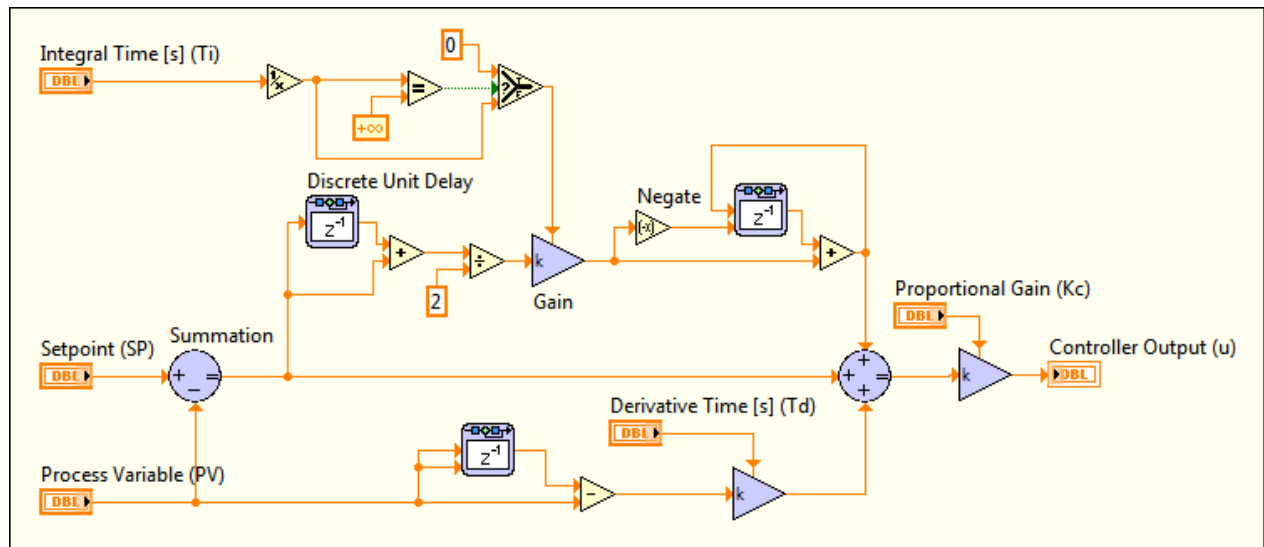 Integral Time [s] (Ti)
DBL
1/x
=
+∞
0
? T F
Discrete Unit Delay
z⁻¹
+
÷
2
k
Gain
Negate
(-x)
z⁻¹
+
Proportional Gain (Kc)
DBL
Summation
Setpoint (SP)
DBL
+ − =
+ + + =
k
Controller Output (u)
DBL
Derivative Time [s] (Td)
DBL
z⁻¹
Process Variable (PV)
DBL
−
k